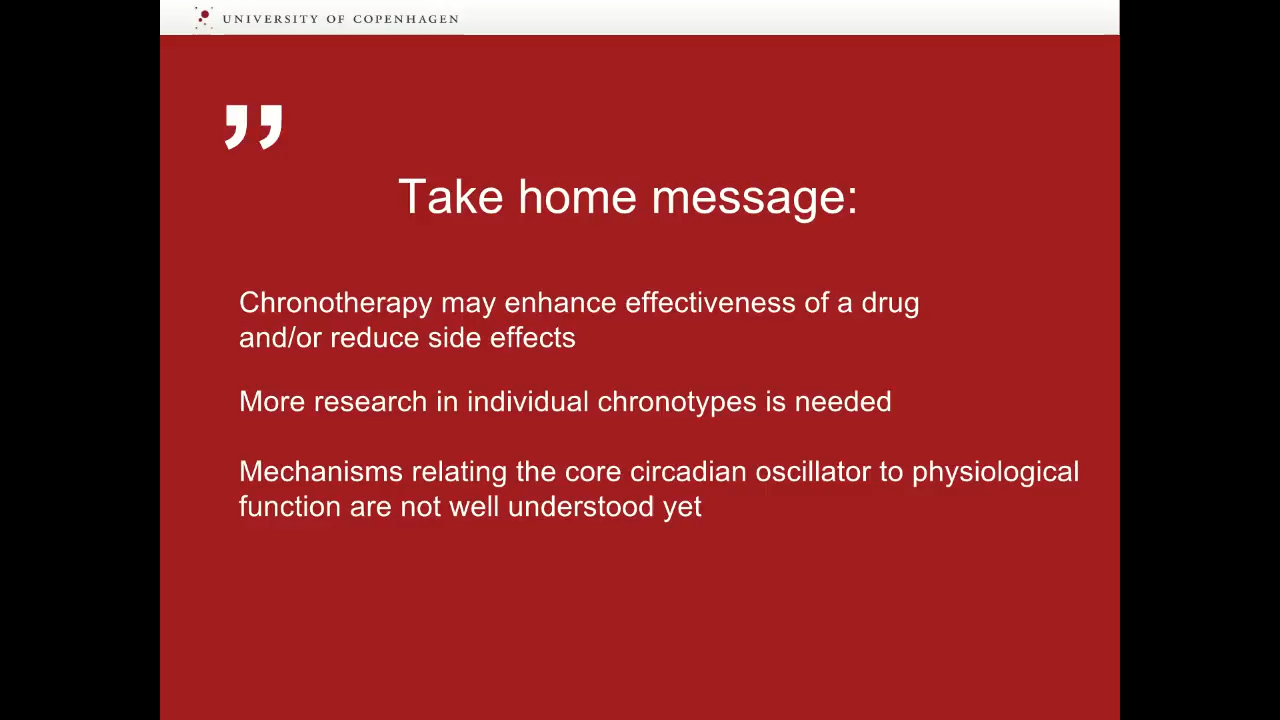 UNIVERSITY OF COPENHAGEN
”
Take home message:
Chronotherapy may enhance effectiveness of a drug
and/or reduce side effects
More research in individual chronotypes is needed
Mechanisms relating the core circadian oscillator to physiological
function are not well understood yet